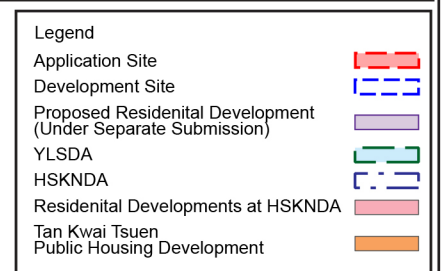 Legend
Application Site
Development Site
Proposed Residenital Development
(Under Separate Submission)
YLSDA
HSKNDA
Residenital Developments at HSKNDA
Tan Kwai Tsuen
Public Housing Development